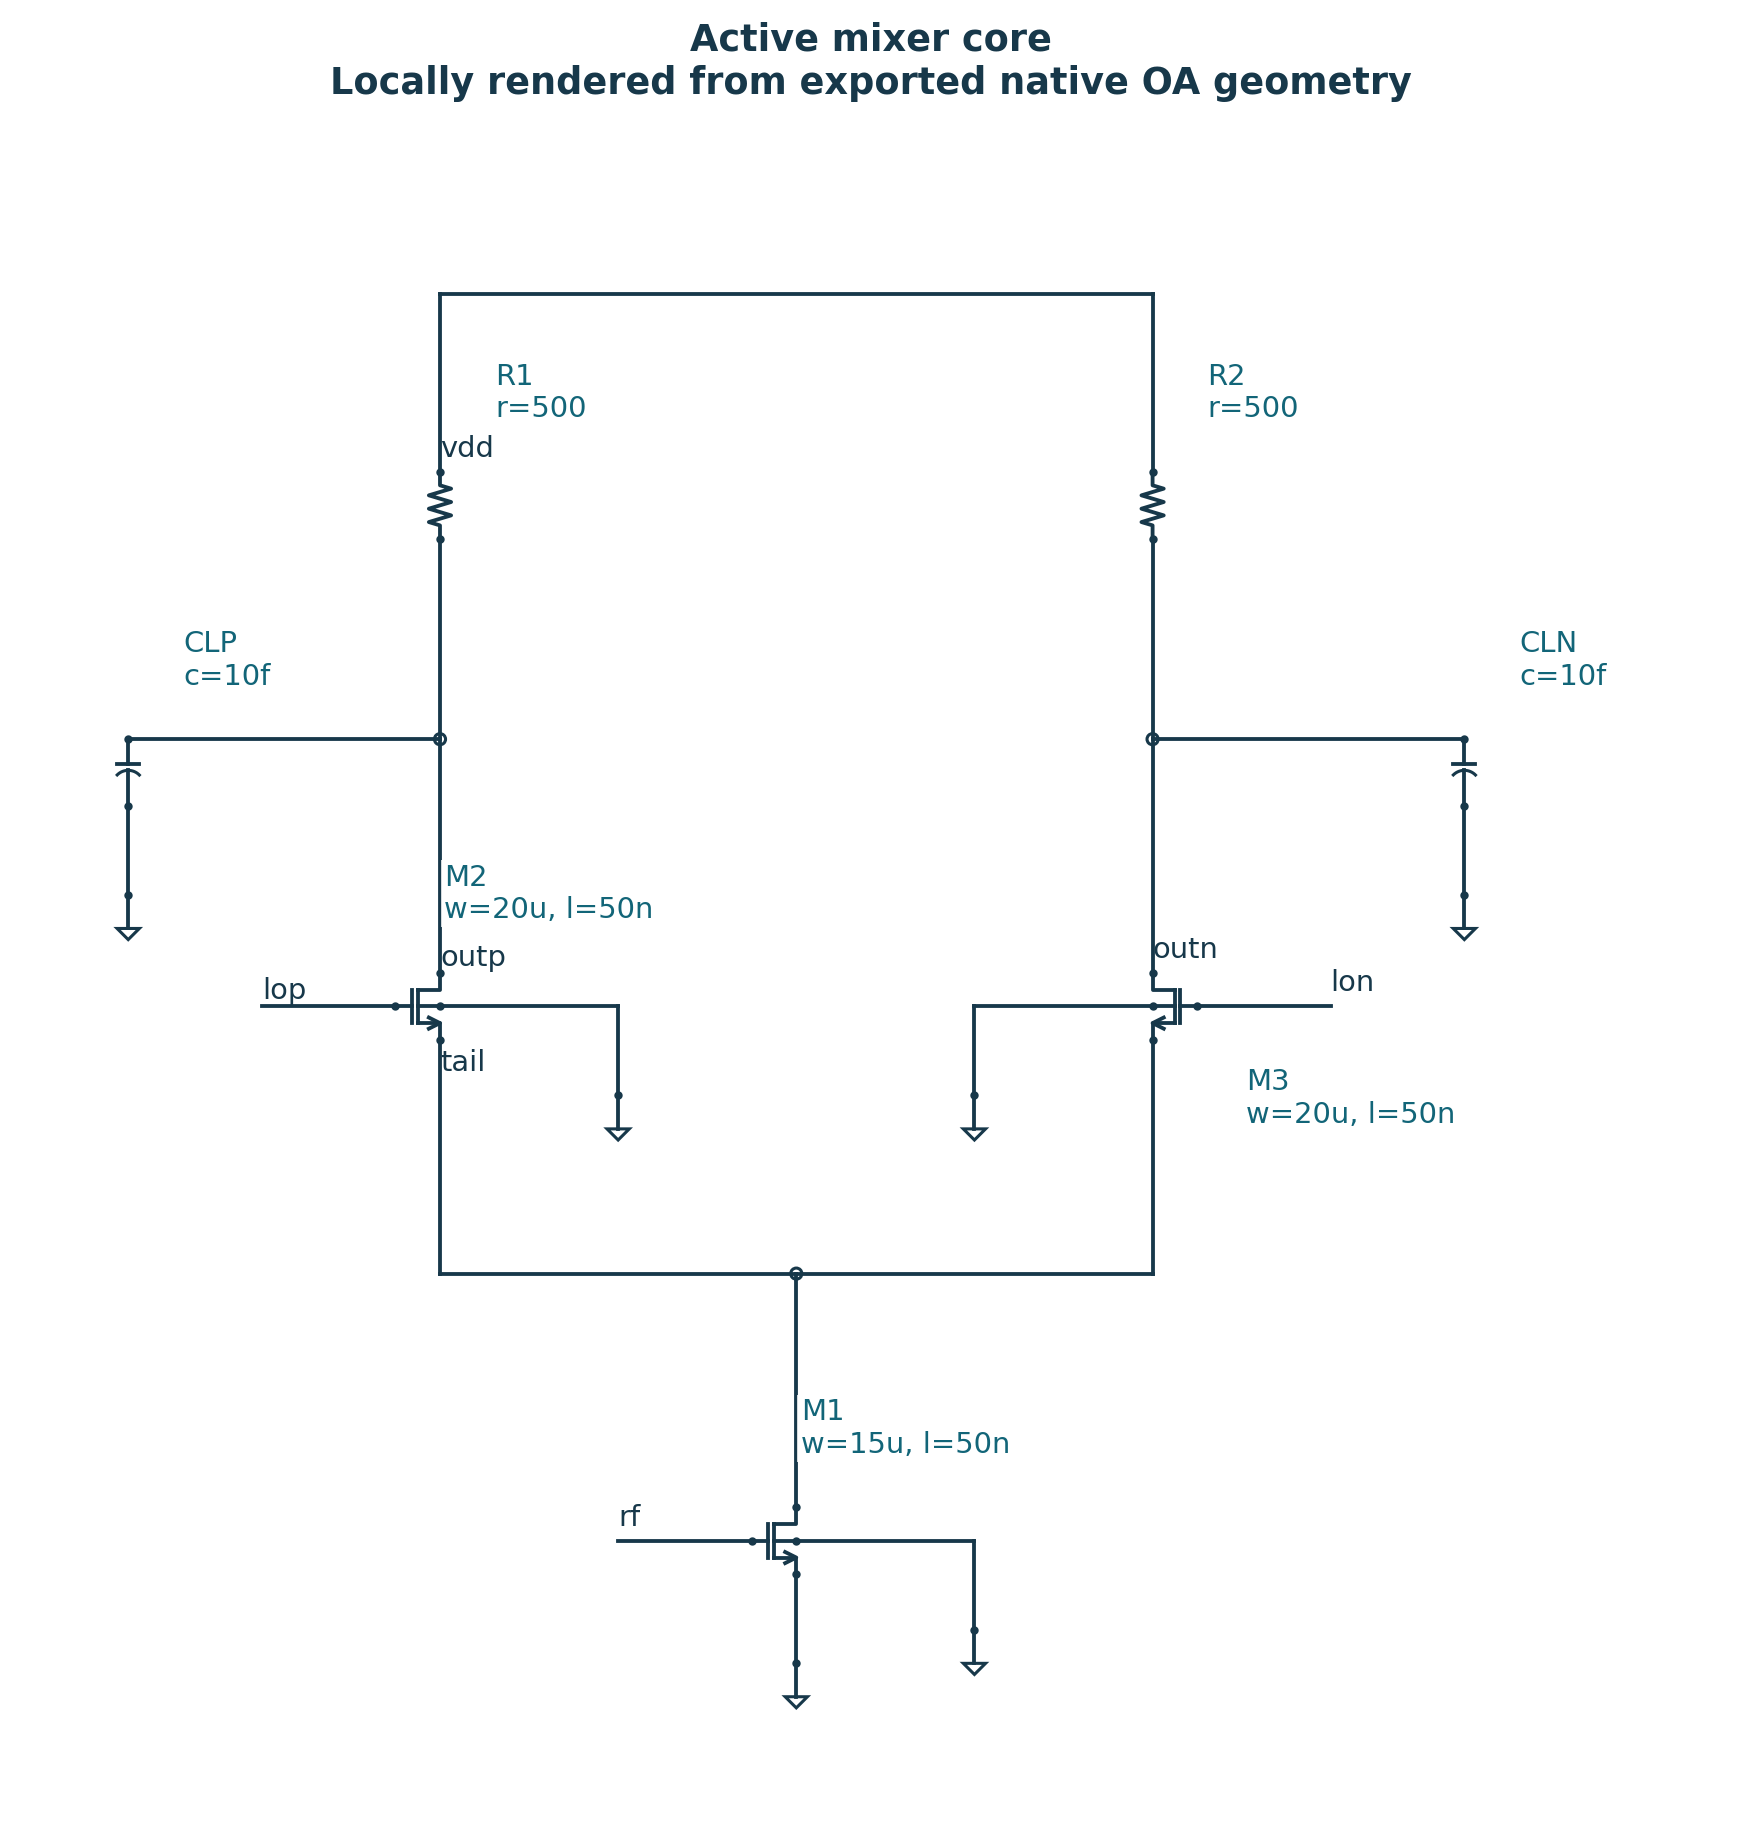 Active mixer core
Locally rendered from exported native OA geometry
R1
r=500
R2
r=500
vdd
CLP
c=10f
CLN
c=10f
M2
w=20u, l=50n
outp
outn
lop
lon
tail
M3
w=20u, l=50n
M1
w=15u, l=50n
rf